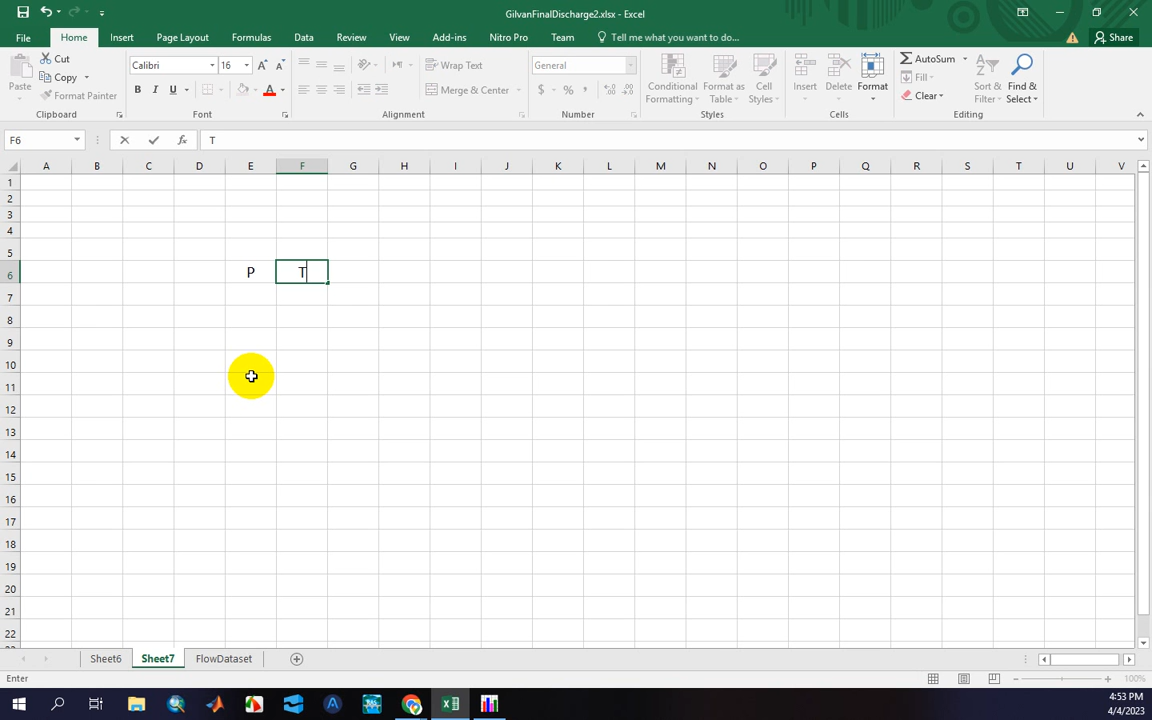 GilvanFinalDischarge2.xlsx - Excel
File Home Insert Page Layout Formulas Data Review View Add-ins Nitro Pro Team Tell me what you want to do... Share
Paste
Cut
Copy
Format Painter
Clipboard
Calibri 16
B I U
Font
Wrap Text
Merge & Center
Alignment
General
$ % ,
Number
Conditional Formatting
Format as Table
Cell Styles
Styles
Insert
Delete
Format
Cells
AutoSum
Fill
Clear
Sort & Filter
Find & Select
Editing
F6 fx T
A B C D E F G H I J K L M N O P Q R S T U V
1
2
3
4
5
6 P T
7
8
9
10
11
12
13
14
15
16
17
18
19
20
21
22
Sheet6 Sheet7 FlowDataset
Enter 100%
4:53 PM
4/4/2023